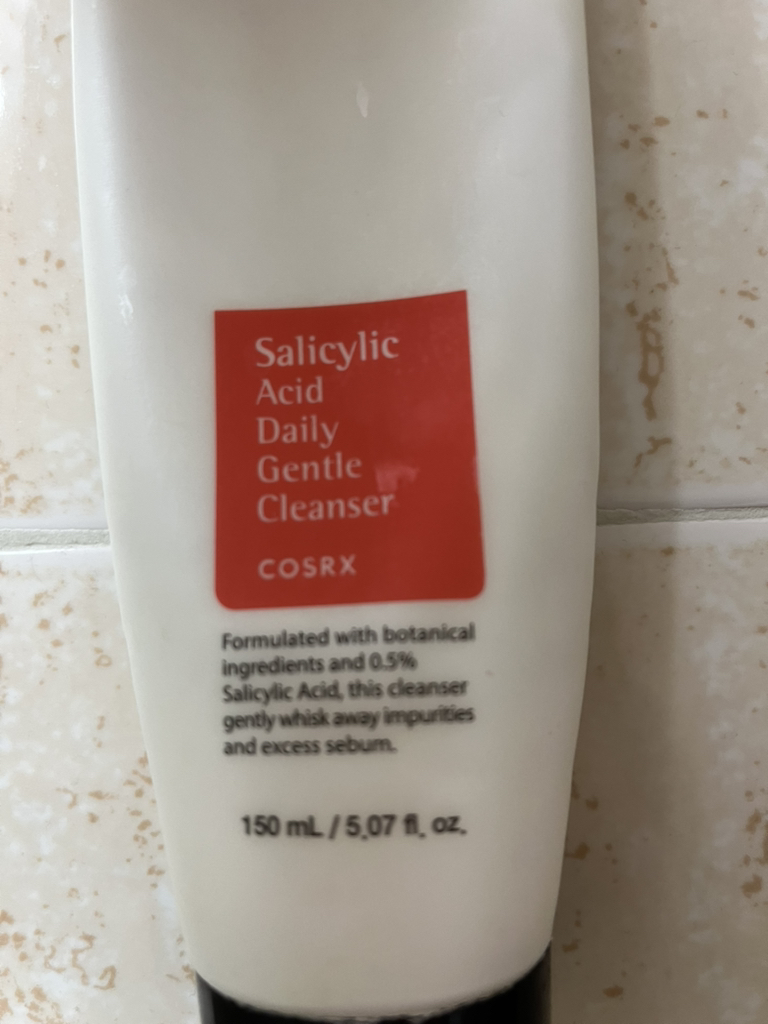 Salicylic
Acid
Daily
Gentle
Cleanser
COSRX
Formulated with botanical
ingredients and 0.5%
Salicylic Acid, this cleanser
gently whisk away impurities
and excess sebum.
150 mL / 5.07 fl. oz.